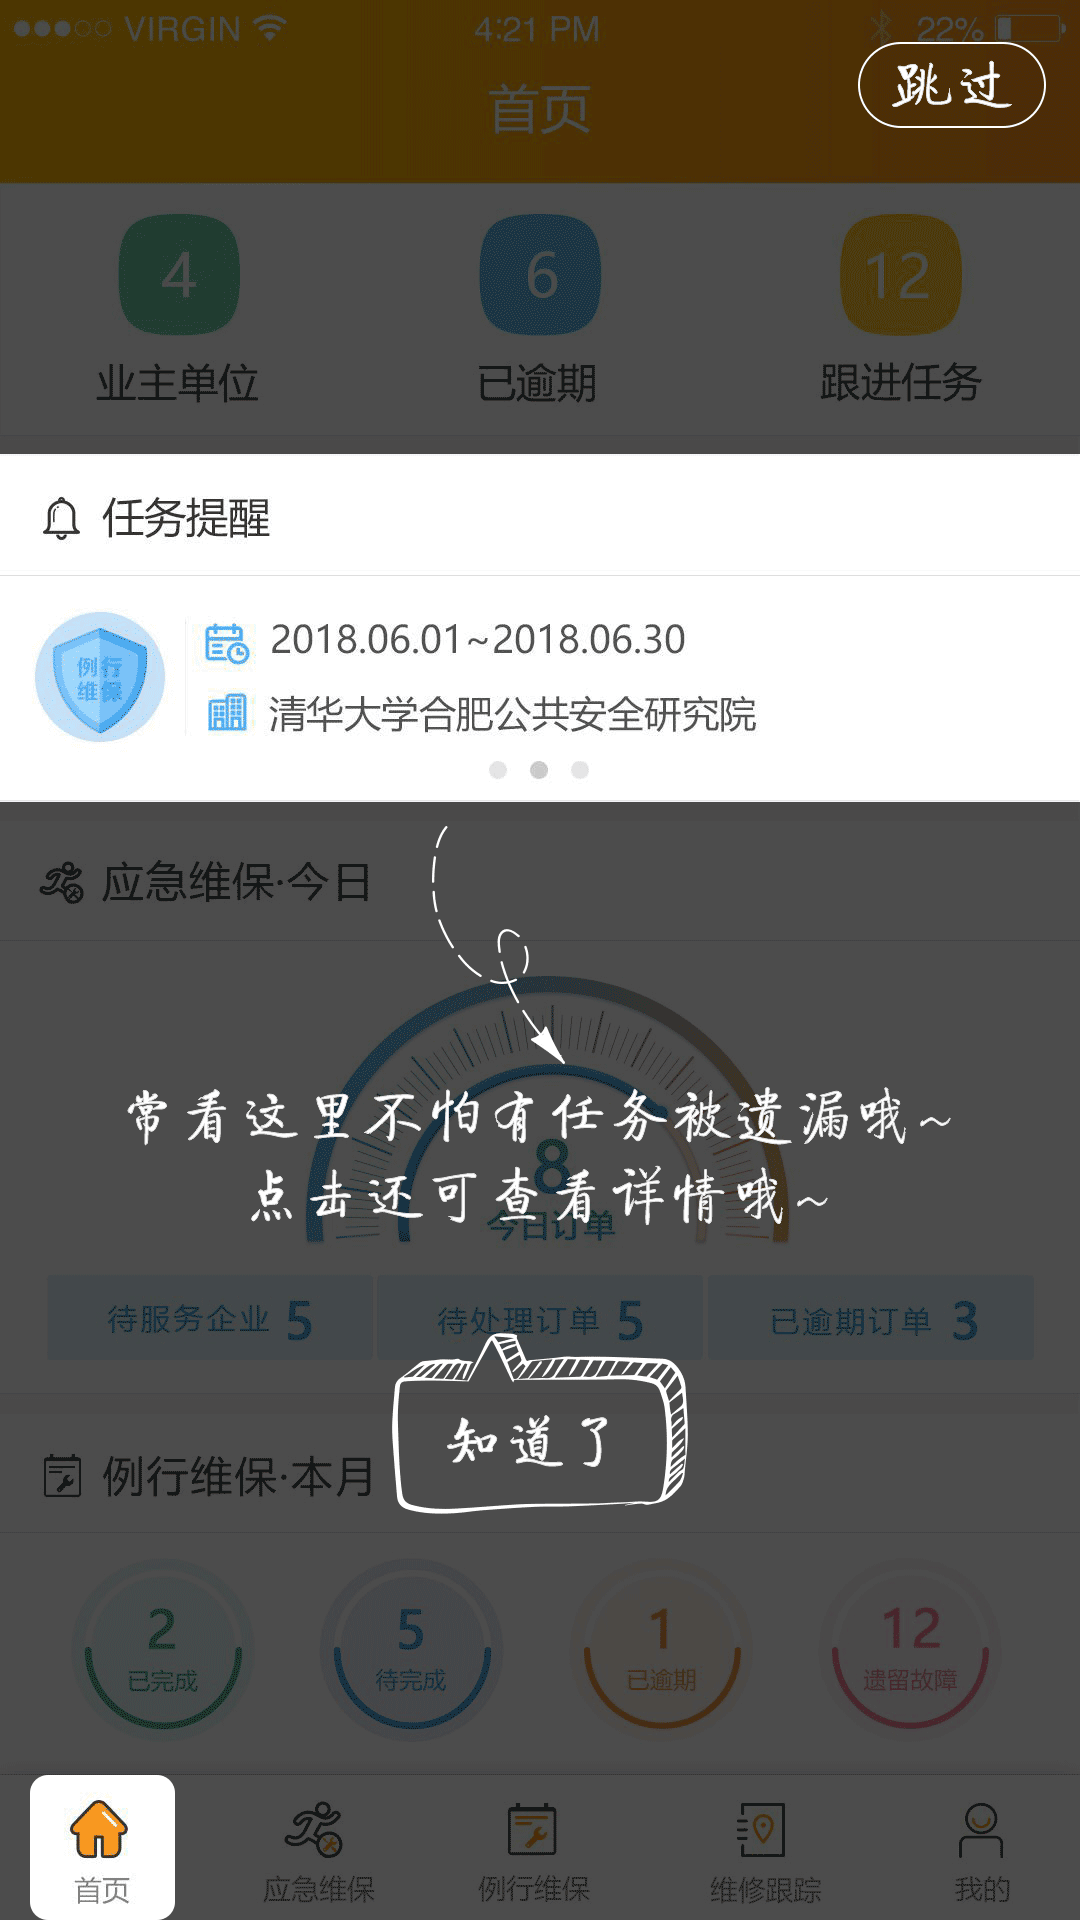 VIRGIN 4:21 PM 22%
首页
跳过
4 6 12
业主单位 已逾期 跟进任务
任务提醒
例行
维保
2018.06.01~2018.06.30
清华大学合肥公共安全研究院
应急维保·今日
常看这里不怕有任务被遗漏哦~
8
点击还可查看详情哦~
今日订单
待服务企业 5 待处理订单 5 已逾期订单 3
知道了
例行维保·本月
2 5 1 12
已完成 待完成 已逾期 遗留故障
首页 应急维保 例行维保 维修跟踪 我的